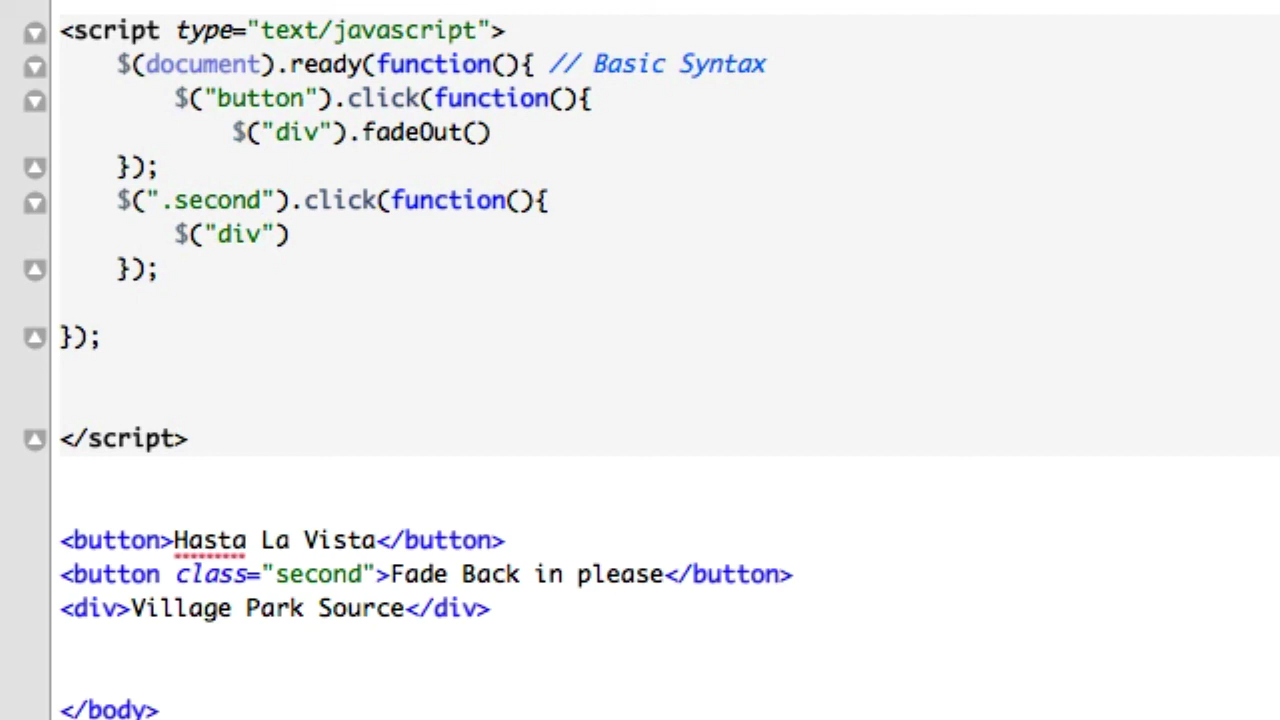 <script type="text/javascript">
$(document).ready(function(){ // Basic Syntax
$("button").click(function(){
$("div").fadeOut()
});
$(".second").click(function(){
$("div")
});
});
</script>
<button>Hasta La Vista</button>
<button class="second">Fade Back in please</button>
<div>Village Park Source</div>
</body>